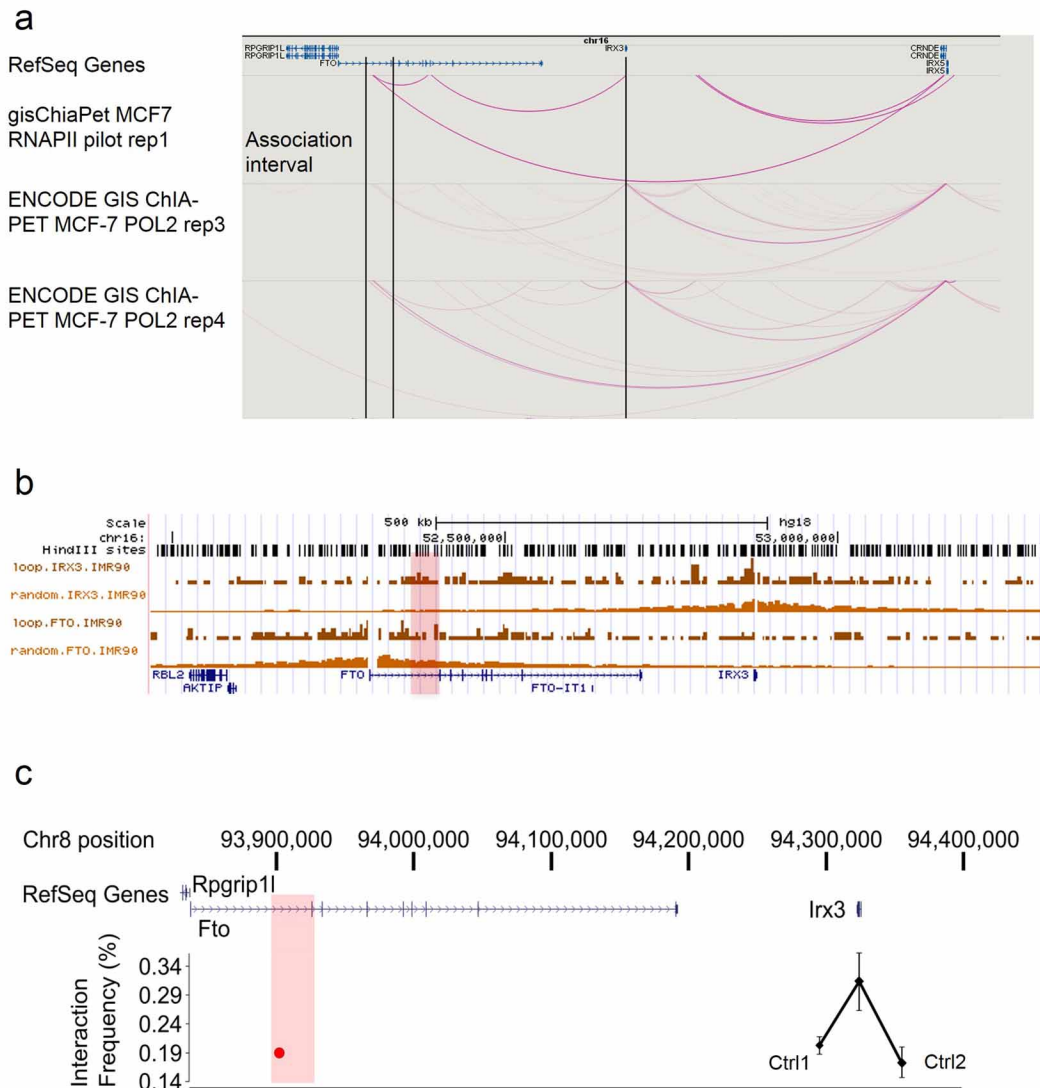 a
chr16
RPGRIP1L
RPGRIP1L
FTO
IRX3
CRNDE
CRNDE
IRX5
IRX5
RefSeq Genes
gisChiaPet MCF7
RNAPII pilot rep1
Association
interval
ENCODE GIS ChIA-
PET MCF-7 POL2 rep3
ENCODE GIS ChIA-
PET MCF-7 POL2 rep4
b
Scale 500 kb hg18
chr16: 52,500,000 53,000,000
HindIII sites
loop.IRX3.IMR90
random.IRX3.IMR90
loop.FTO.IMR90
random.FTO.IMR90
RBL2 FTO IRX3
AKTIP FTO-IT1
c
Chr8 position 93,900,000 94,000,000 94,100,000 94,200,000 94,300,000 94,400,000
RefSeq Genes Rpgrip1l
Fto Irx3
Interaction
Frequency (%)
0.34
0.29
0.24
0.19
0.14
Ctrl1 Ctrl2